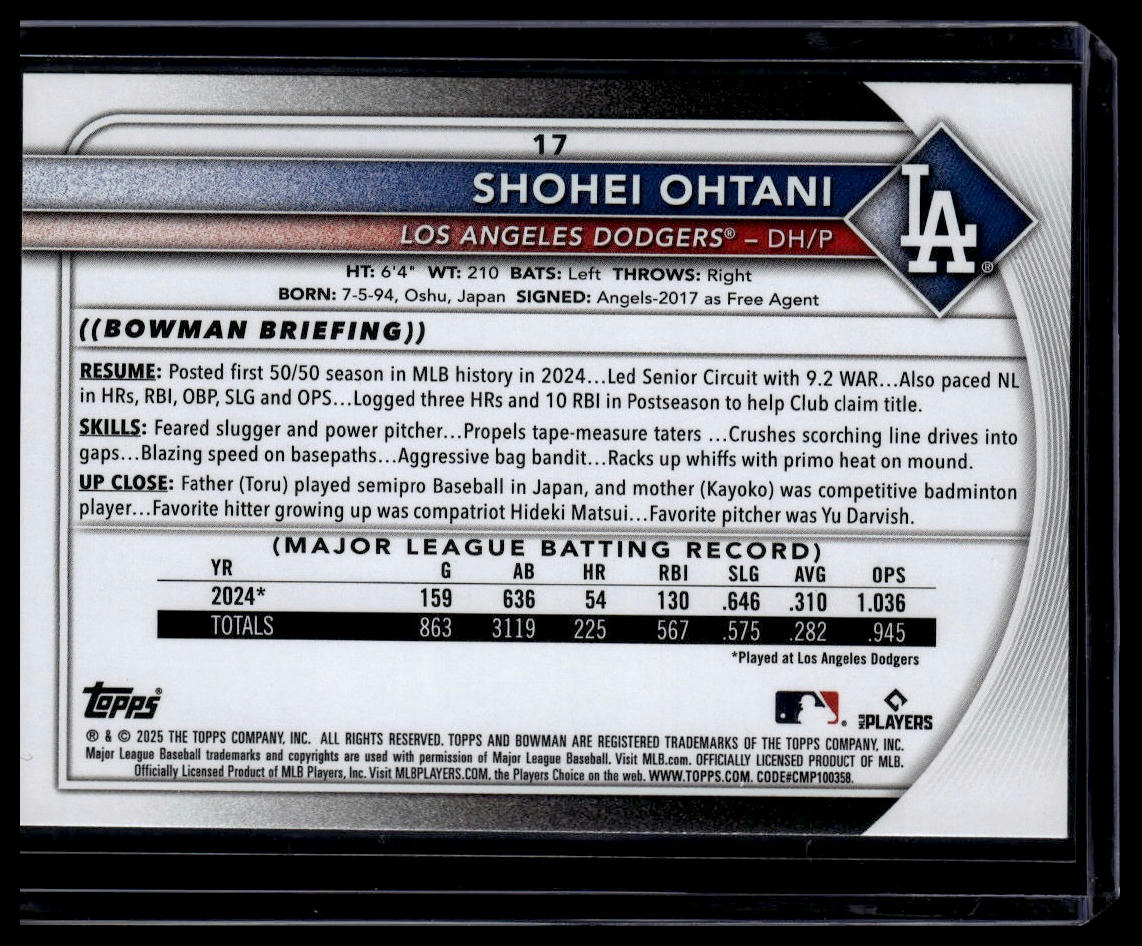 17
SHOHEI OHTANI
LOS ANGELES DODGERS® – DH/P
LA ®
HT: 6'4" WT: 210 BATS: Left THROWS: Right
BORN: 7-5-94, Oshu, Japan SIGNED: Angels-2017 as Free Agent
((BOWMAN BRIEFING))
RESUME: Posted first 50/50 season in MLB history in 2024...Led Senior Circuit with 9.2 WAR...Also paced NL
in HRs, RBI, OBP, SLG and OPS...Logged three HRs and 10 RBI in Postseason to help Club claim title.
SKILLS: Feared slugger and power pitcher...Propels tape-measure taters ...Crushes scorching line drives into
gaps...Blazing speed on basepaths...Aggressive bag bandit...Racks up whiffs with primo heat on mound.
UP CLOSE: Father (Toru) played semipro Baseball in Japan, and mother (Kayoko) was competitive badminton
player...Favorite hitter growing up was compatriot Hideki Matsui...Favorite pitcher was Yu Darvish.
(MAJOR LEAGUE BATTING RECORD)
YR G AB HR RBI SLG AVG OPS
2024* 159 636 54 130 .646 .310 1.036
TOTALS 863 3119 225 567 .575 .282 .945
*Played at Los Angeles Dodgers
topps®
MLB PLAYERS
® & © 2025 THE TOPPS COMPANY, INC. ALL RIGHTS RESERVED. TOPPS AND BOWMAN ARE REGISTERED TRADEMARKS OF THE TOPPS COMPANY, INC.
Major League Baseball trademarks and copyrights are used with permission of Major League Baseball. Visit MLB.com. OFFICIALLY LICENSED PRODUCT OF MLB.
Officially Licensed Product of MLB Players, Inc. Visit MLBPLAYERS.COM, the Players Choice on the web. WWW.TOPPS.COM. CODE#CMP100358.